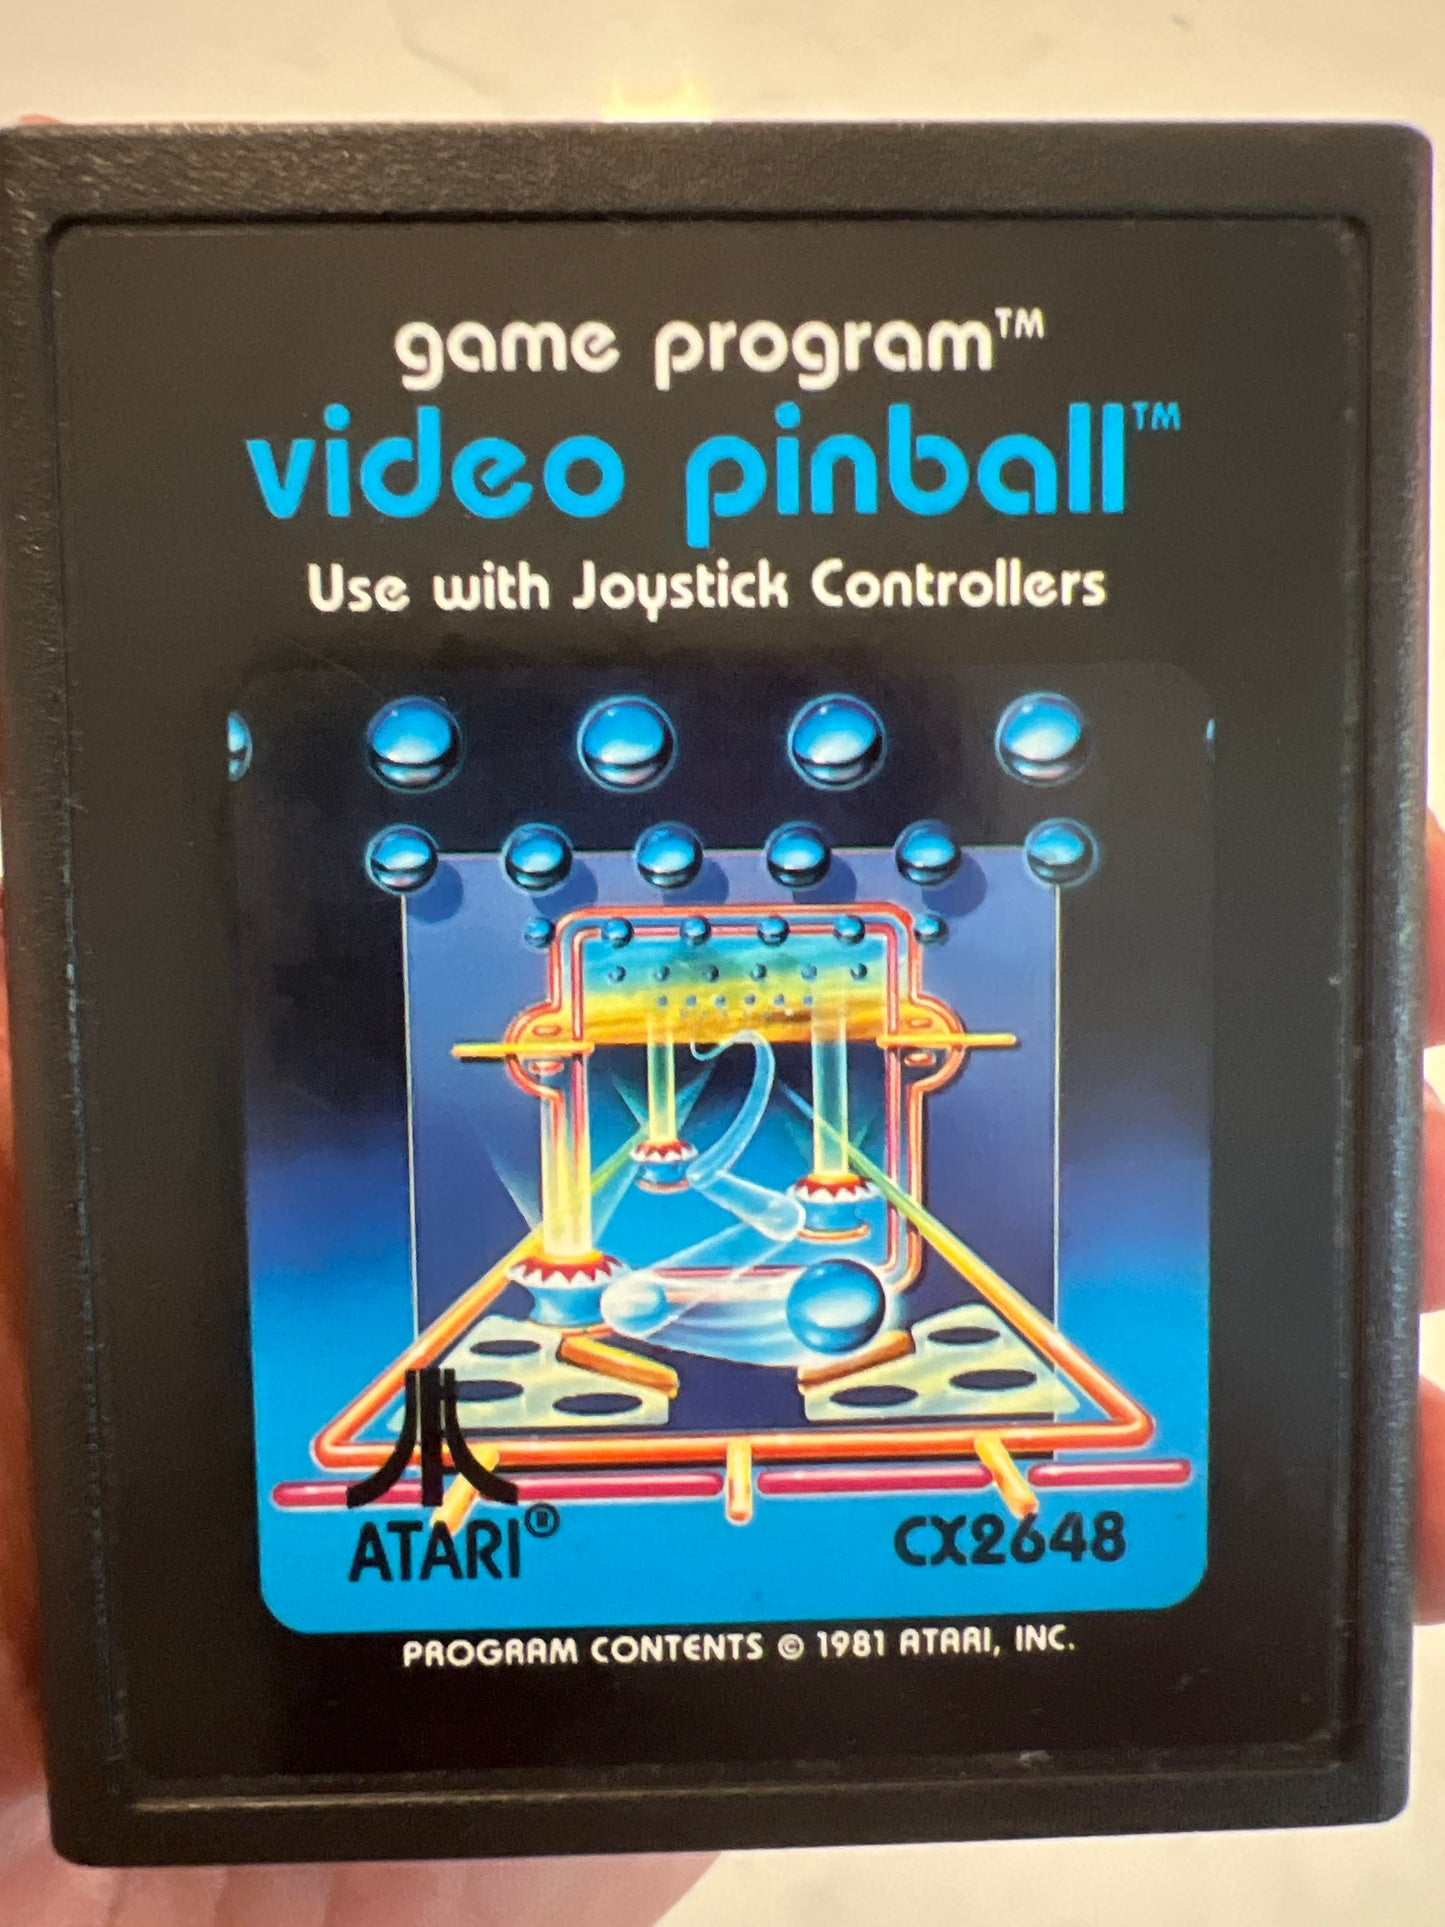 game program™
video pinball™
Use with Joystick Controllers
ATARI®
CX2648
PROGRAM CONTENTS © 1981 ATARI, INC.